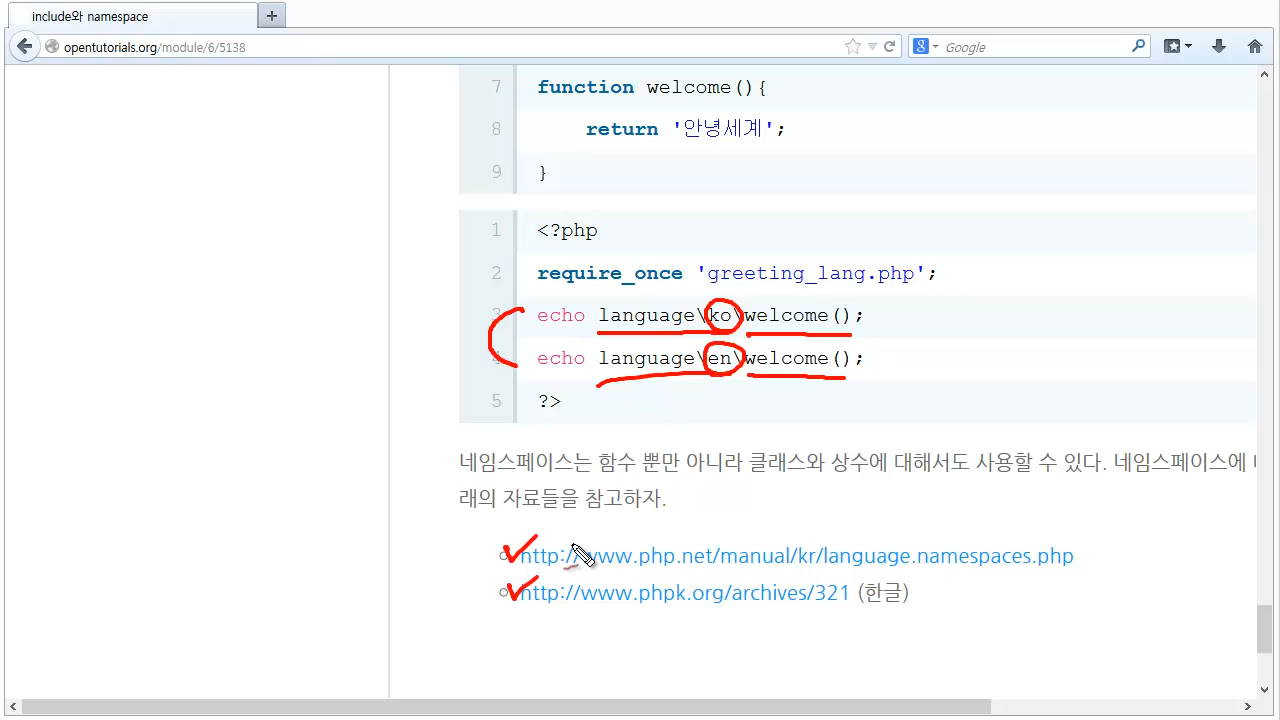 include와 namespace
opentutorials.org/module/6/5138
Google
7 function welcome(){
8 return '안녕세계';
9 }
1 <?php
2 require_once 'greeting_lang.php';
3 echo language\ko\welcome();
4 echo language\en\welcome();
5 ?>
네임스페이스는 함수 뿐만 아니라 클래스와 상수에 대해서도 사용할 수 있다. 네임스페이스에
래의 자료들을 참고하자.
http://www.php.net/manual/kr/language.namespaces.php
http://www.phpk.org/archives/321 (한글)